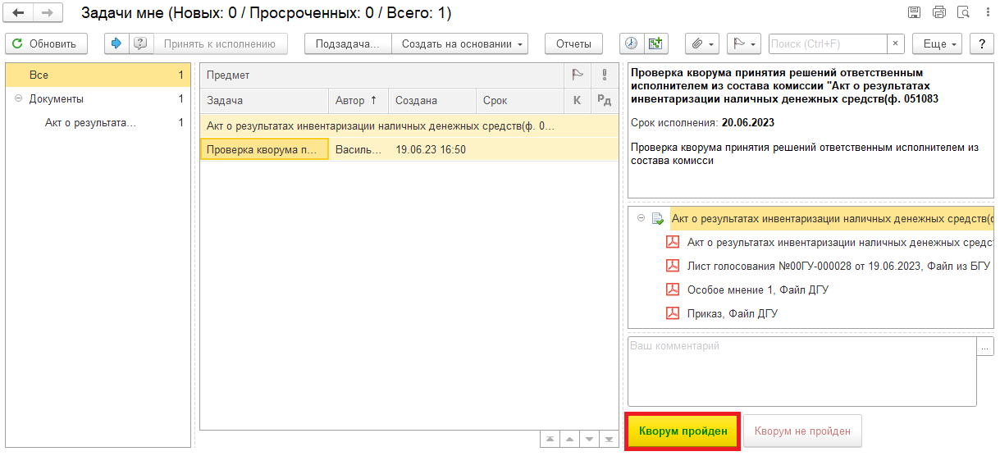 Задачи мне (Новых: 0 / Просроченных: 0 / Всего: 1)
Обновить
Принять к исполнению
Подзадача...
Создать на основании
Отчеты
Поиск (Ctrl+F)
×
Еще
?
Все 1
Документы 1
Акт о результата... 1
Предмет
Задача Автор ↑ Создана Срок К Рд
Акт о результатах инвентаризации наличных денежных средств(ф. 0...
Проверка кворума п... Василь... 19.06.23 16:50
Проверка кворума принятия решений ответственным
исполнителем из состава комиссии "Акт о результатах
инвентаризации наличных денежных средств(ф. 051083
Срок исполнения: 20.06.2023
Проверка кворума принятия решений ответственным исполнителем из
состава комисси
Акт о результатах инвентаризации наличных денежных средств(ф
Акт о результатах инвентаризации наличных денежных средс
Лист голосования №00ГУ-000028 от 19.06.2023, Файл из БГУ
Особое мнение 1, Файл ДГУ
Приказ, Файл ДГУ
Ваш комментарий
...
Кворум пройден
Кворум не пройден